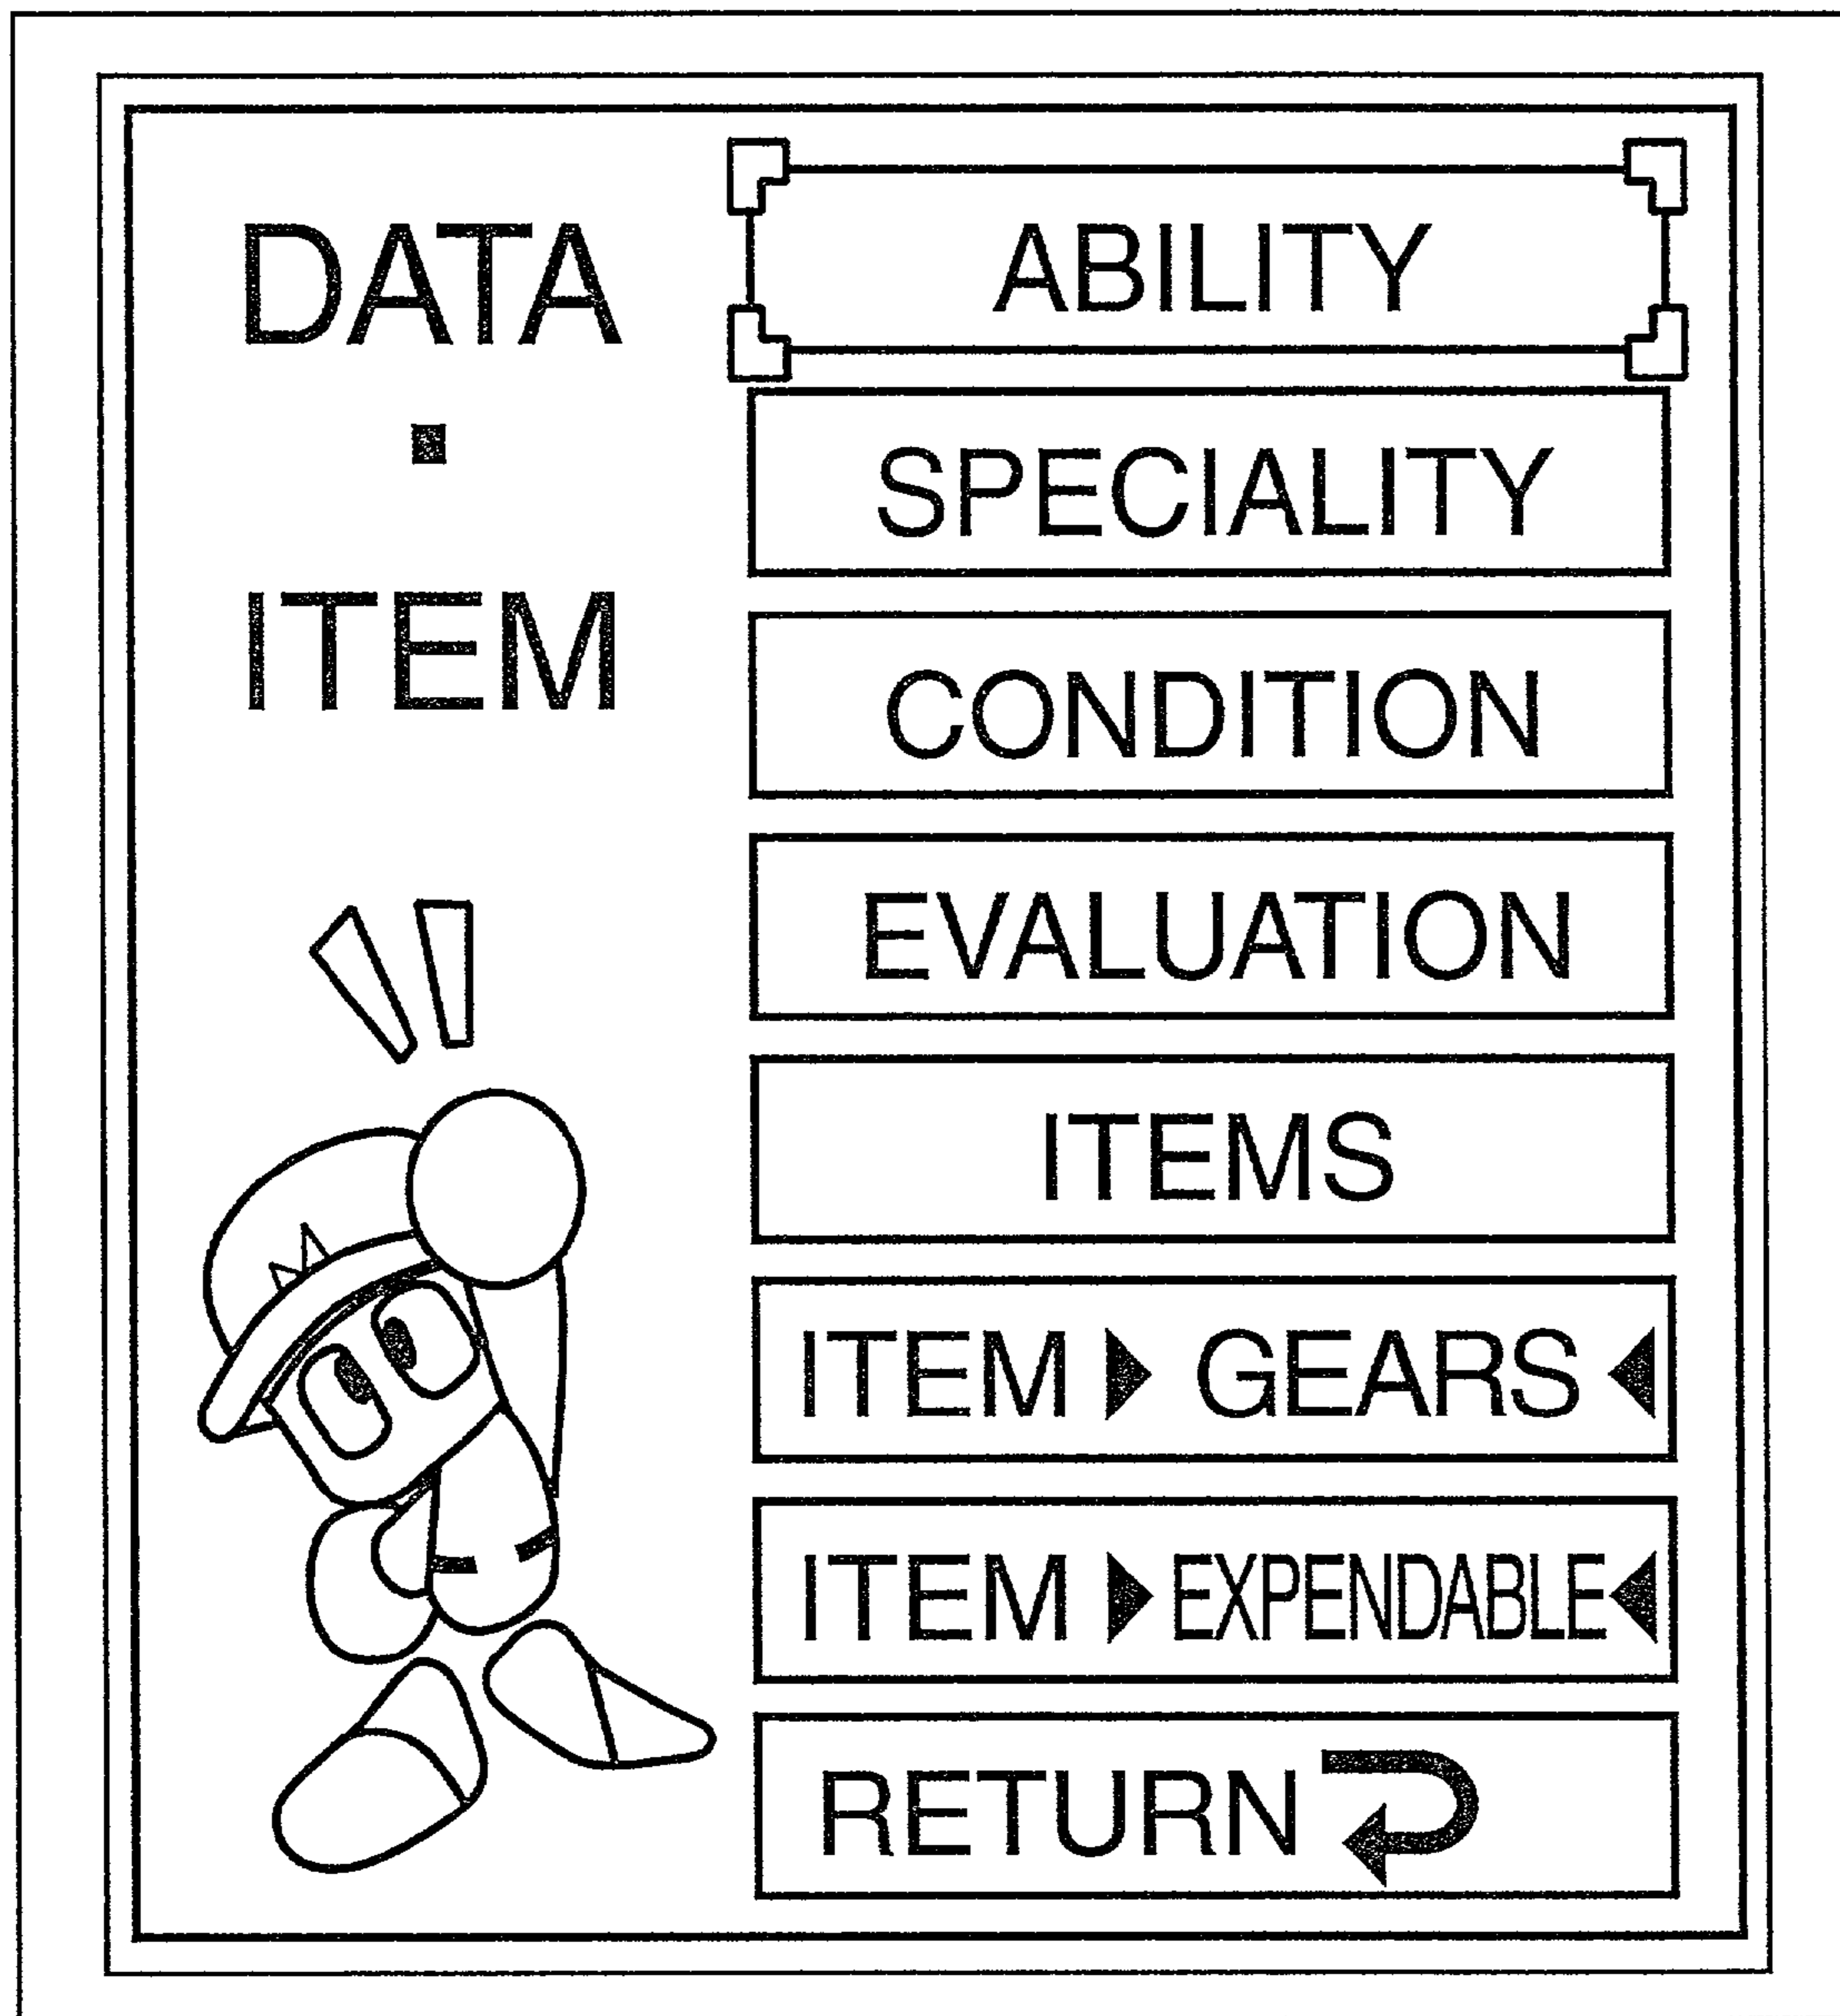 DATA
·
ITEM
ABILITY
SPECIALITY
CONDITION
EVALUATION
ITEMS
ITEM ▶ GEARS ◀
ITEM ▶ EXPENDABLE ◀
RETURN
M